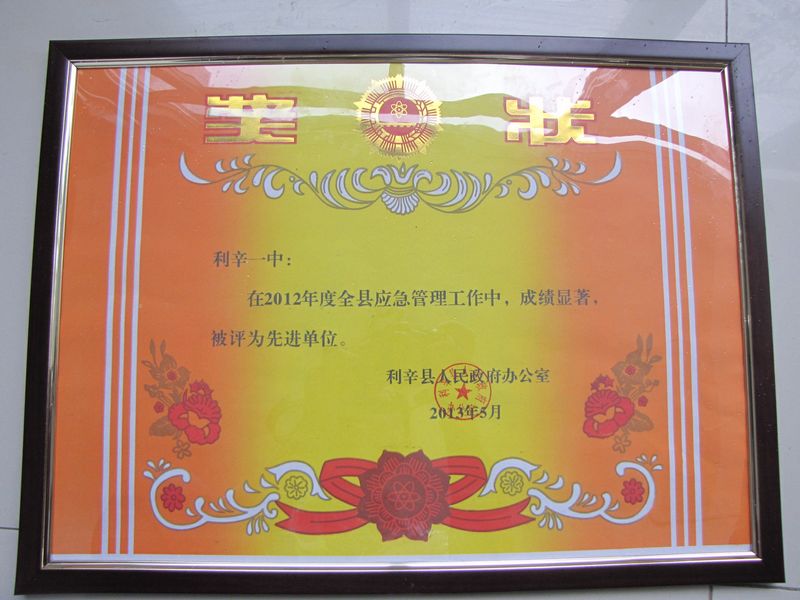 奖 状
利辛一中：
在2012年度全县应急管理工作中，成绩显著，
被评为先进单位。
利辛县人民政府办公室
2013年5月